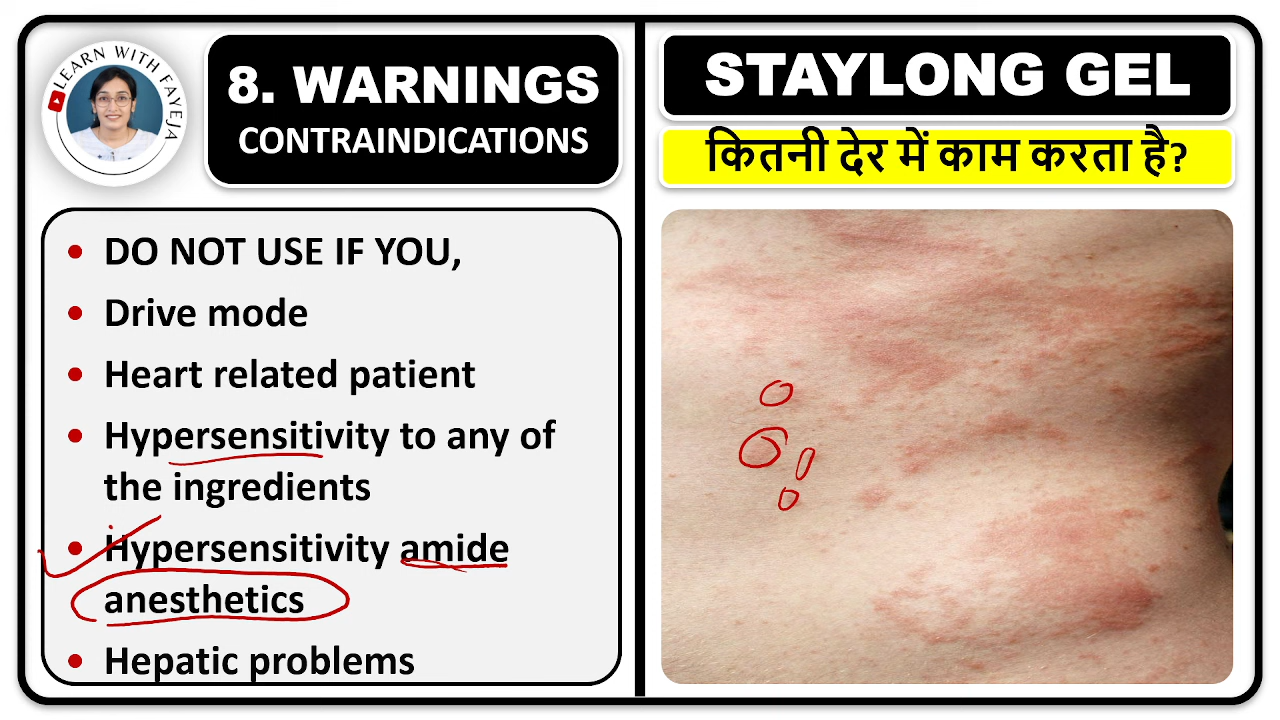 LEARN WITH FAYEJA
8. WARNINGS
CONTRAINDICATIONS
• DO NOT USE IF YOU,
• Drive mode
• Heart related patient
• Hypersensitivity to any of
the ingredients
• Hypersensitivity amide
anesthetics
• Hepatic problems
STAYLONG GEL
कितनी देर में काम करता है?